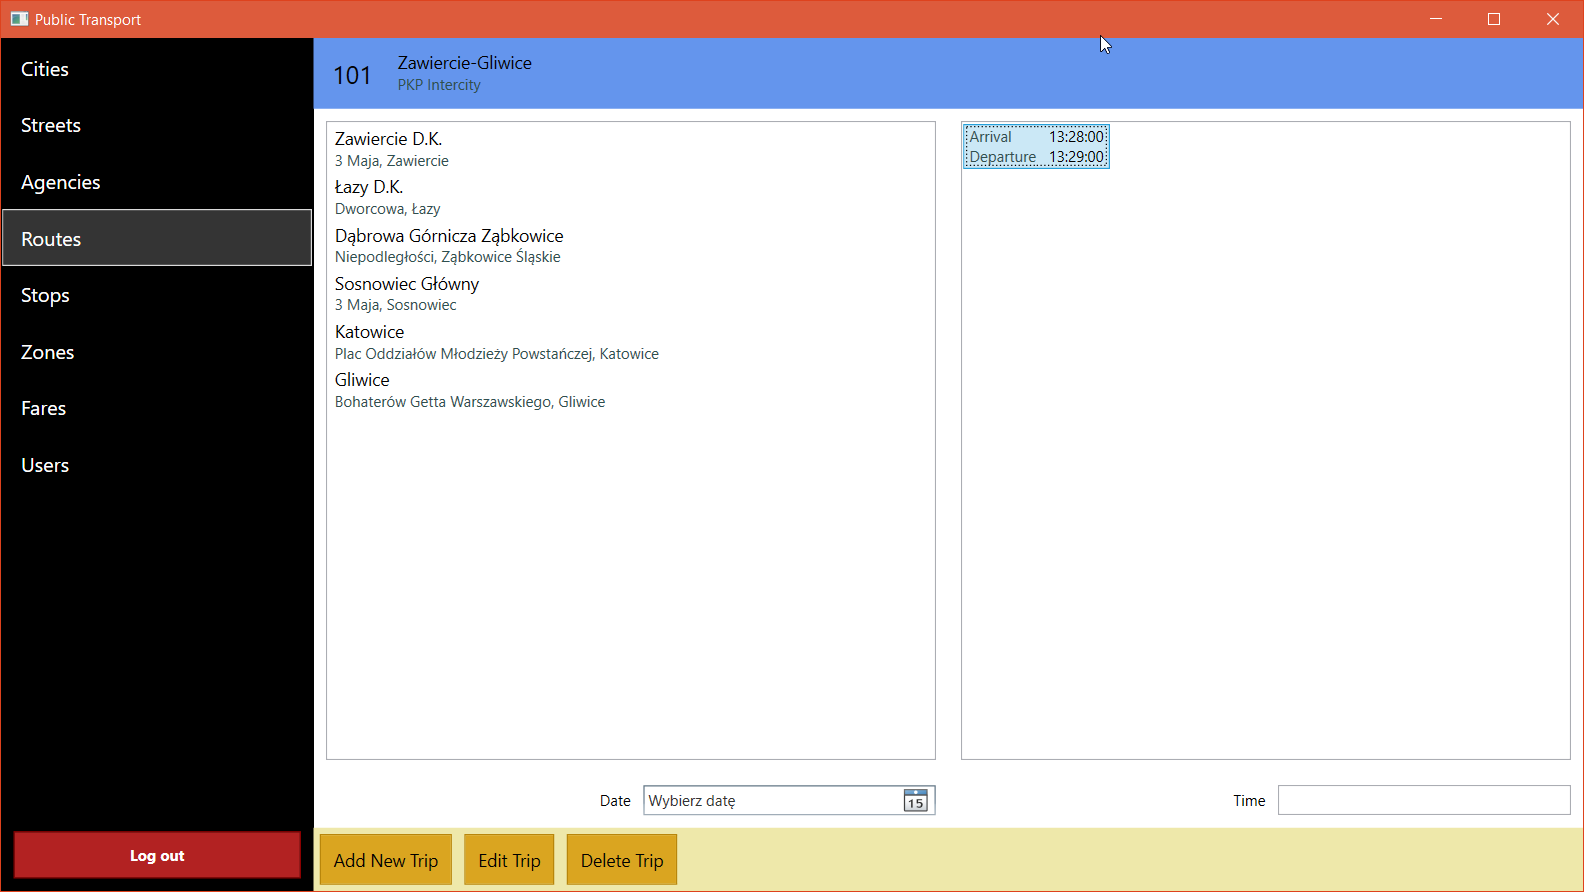 Public Transport
Cities
Streets
Agencies
Routes
Stops
Zones
Fares
Users
Log out
101
Zawiercie-Gliwice
PKP Intercity
Zawiercie D.K.
3 Maja, Zawiercie
Łazy D.K.
Dworcowa, Łazy
Dąbrowa Górnicza Ząbkowice
Niepodległości, Ząbkowice Śląskie
Sosnowiec Główny
3 Maja, Sosnowiec
Katowice
Plac Oddziałów Młodzieży Powstańczej, Katowice
Gliwice
Bohaterów Getta Warszawskiego, Gliwice
Arrival 13:28:00
Departure 13:29:00
Date Wybierz datę 15
Time
Add New Trip Edit Trip Delete Trip